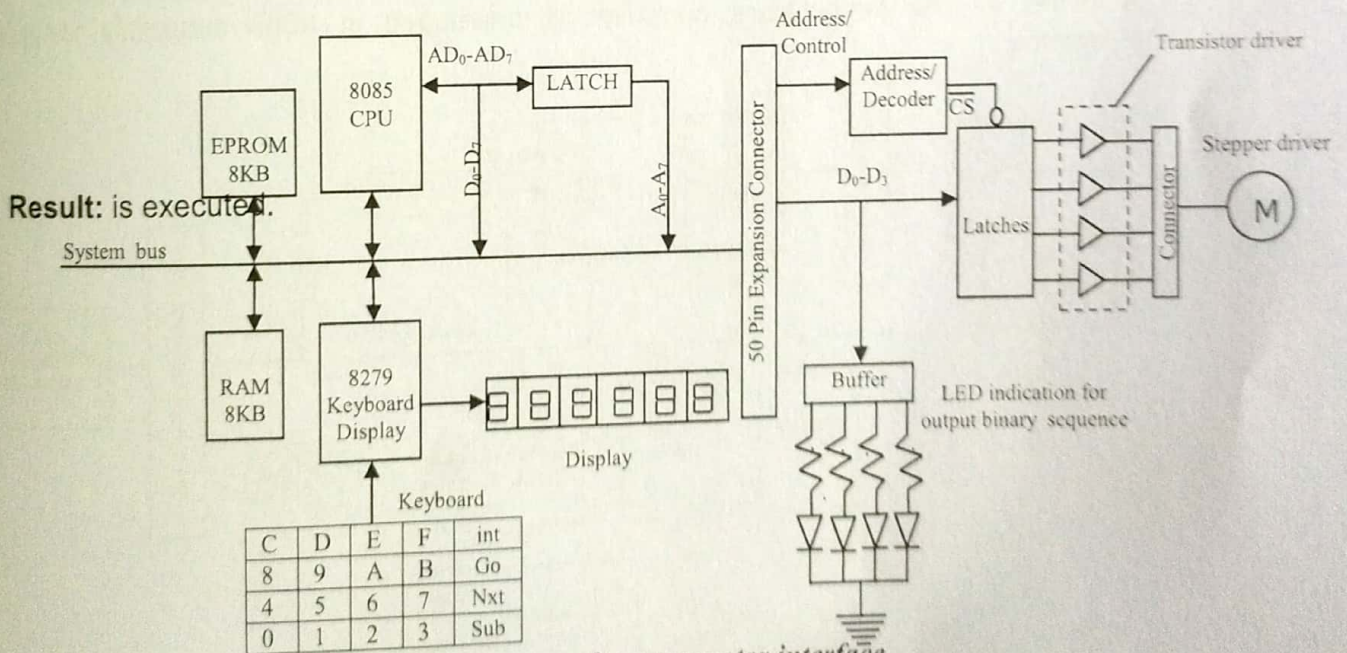 Address/
Control
Transistor driver
AD₀-AD₇
LATCH
8085
CPU
Address/
Decoder
CS
EPROM
8KB
D₀-D₇
A₀-A₇
50 Pin Expansion Connector
D₀-D₃
Latches
Connector
Stepper driver
M
Result: is executed.
System bus
RAM
8KB
8279
Keyboard
Display
Display
Buffer
LED indication for
output binary sequence
Keyboard
C D E F int
8 9 A B Go
4 5 6 7 Nxt
0 1 2 3 Sub
interface